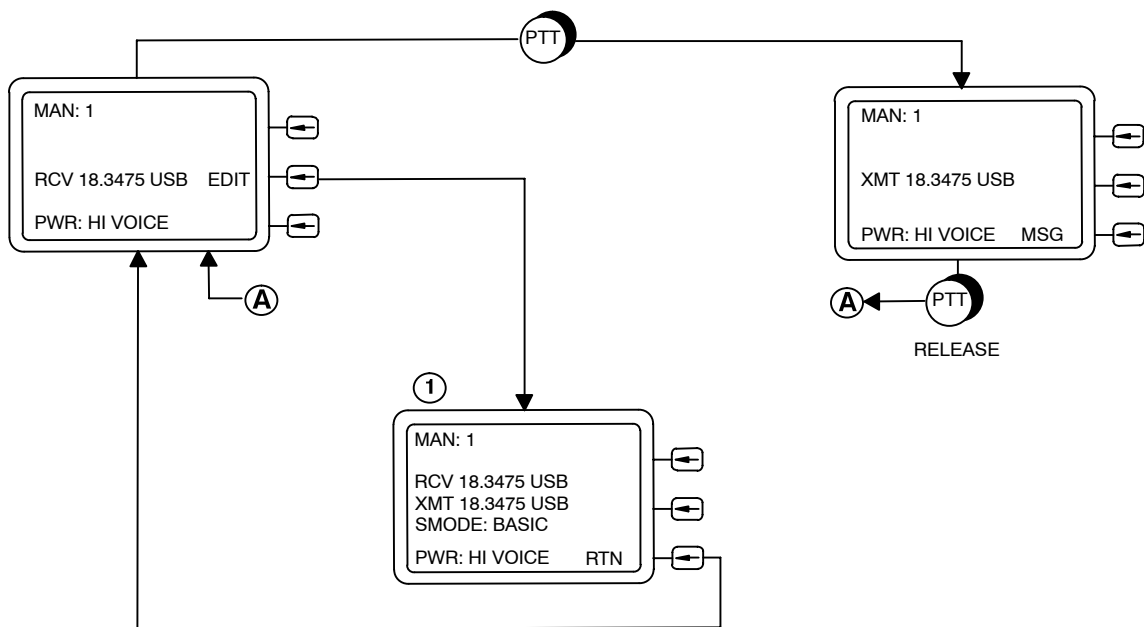 PTT
MAN: 1
RCV 18.3475 USB EDIT
PWR: HI VOICE
A
MAN: 1
XMT 18.3475 USB
PWR: HI VOICE MSG
A
PTT
RELEASE
1
MAN: 1
RCV 18.3475 USB
XMT 18.3475 USB
SMODE: BASIC
PWR: HI VOICE RTN